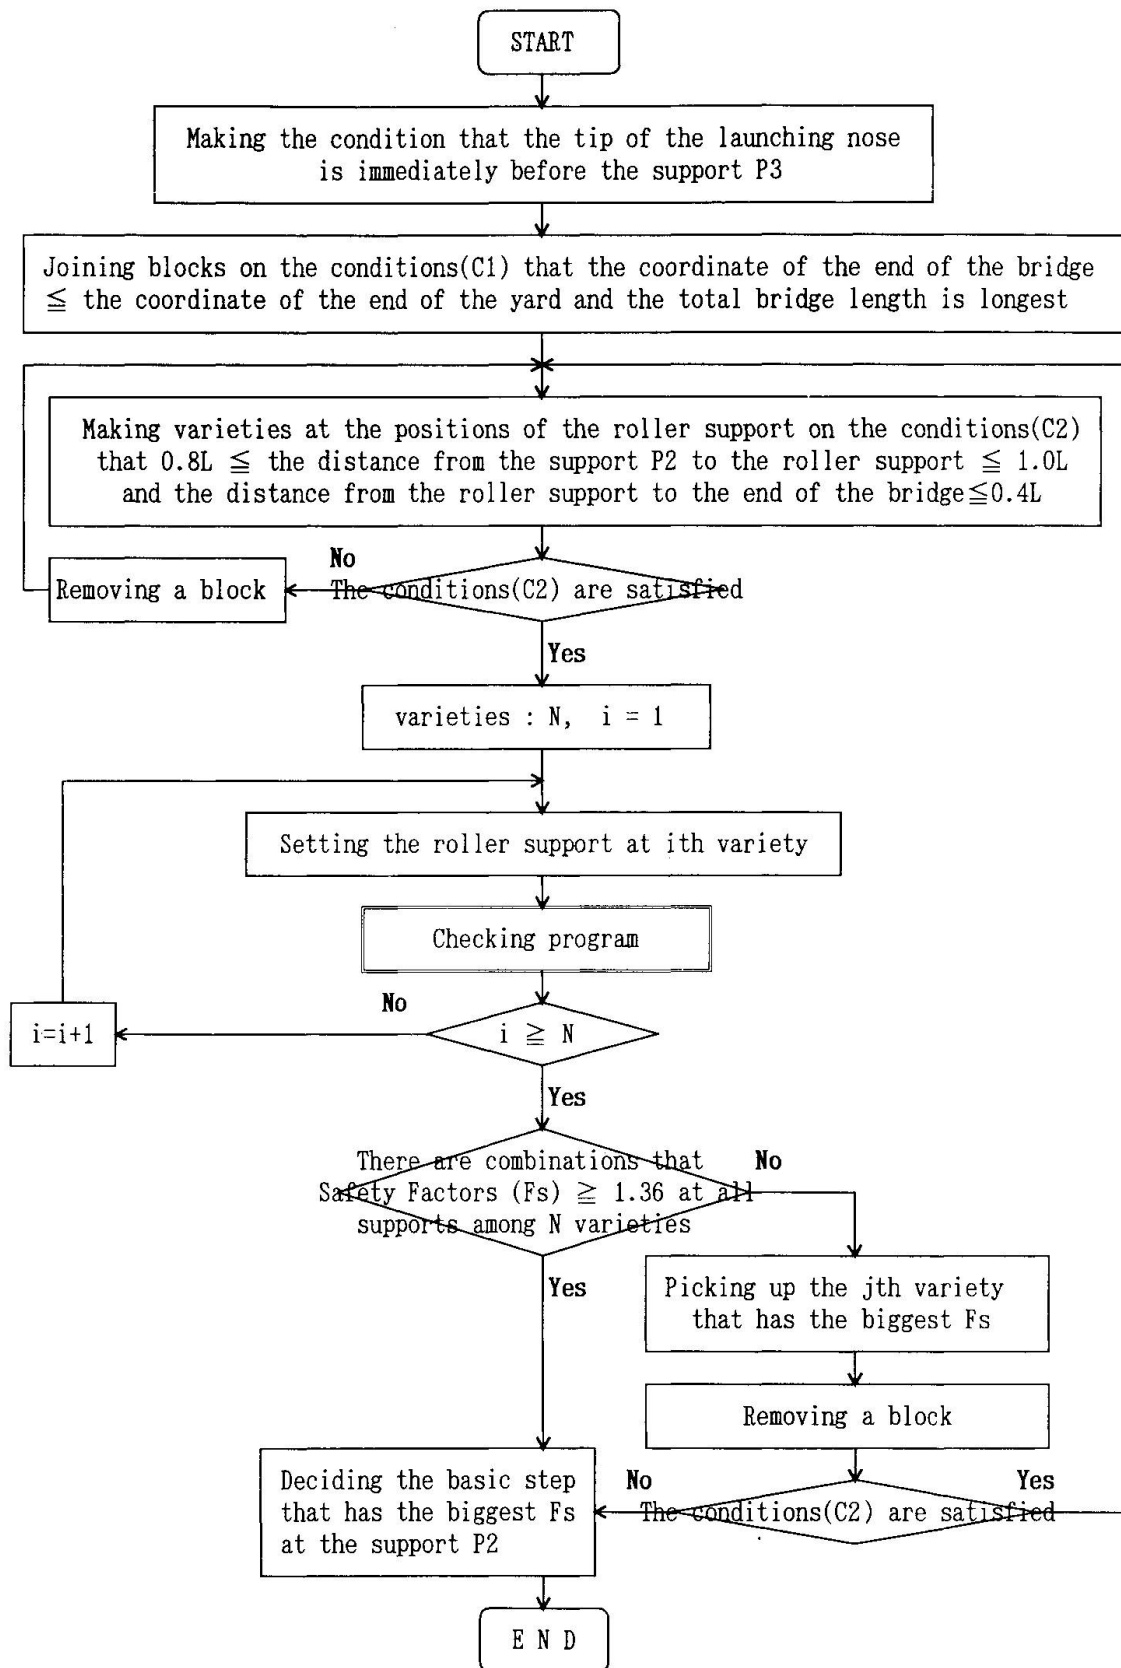 START
Making the condition that the tip of the launching nose
is immediately before the support P3
Joining blocks on the conditions(C1) that the coordinate of the end of the bridge
≦ the coordinate of the end of the yard and the total bridge length is longest
Making varieties at the positions of the roller support on the conditions(C2)
that 0.8L ≦ the distance from the support P2 to the roller support ≦ 1.0L
and the distance from the roller support to the end of the bridge≦0.4L
No
Removing a block
The conditions(C2) are satisfied
Yes
varieties : N, i = 1
Setting the roller support at ith variety
Checking program
No
i=i+1
i ≧ N
Yes
There are combinations that
Safety Factors (Fs) ≧ 1.36 at all
supports among N varieties
No
Yes
Picking up the jth variety
that has the biggest Fs
Removing a block
Deciding the basic step
that has the biggest Fs
at the support P2
No
Yes
The conditions(C2) are satisfied
E N D